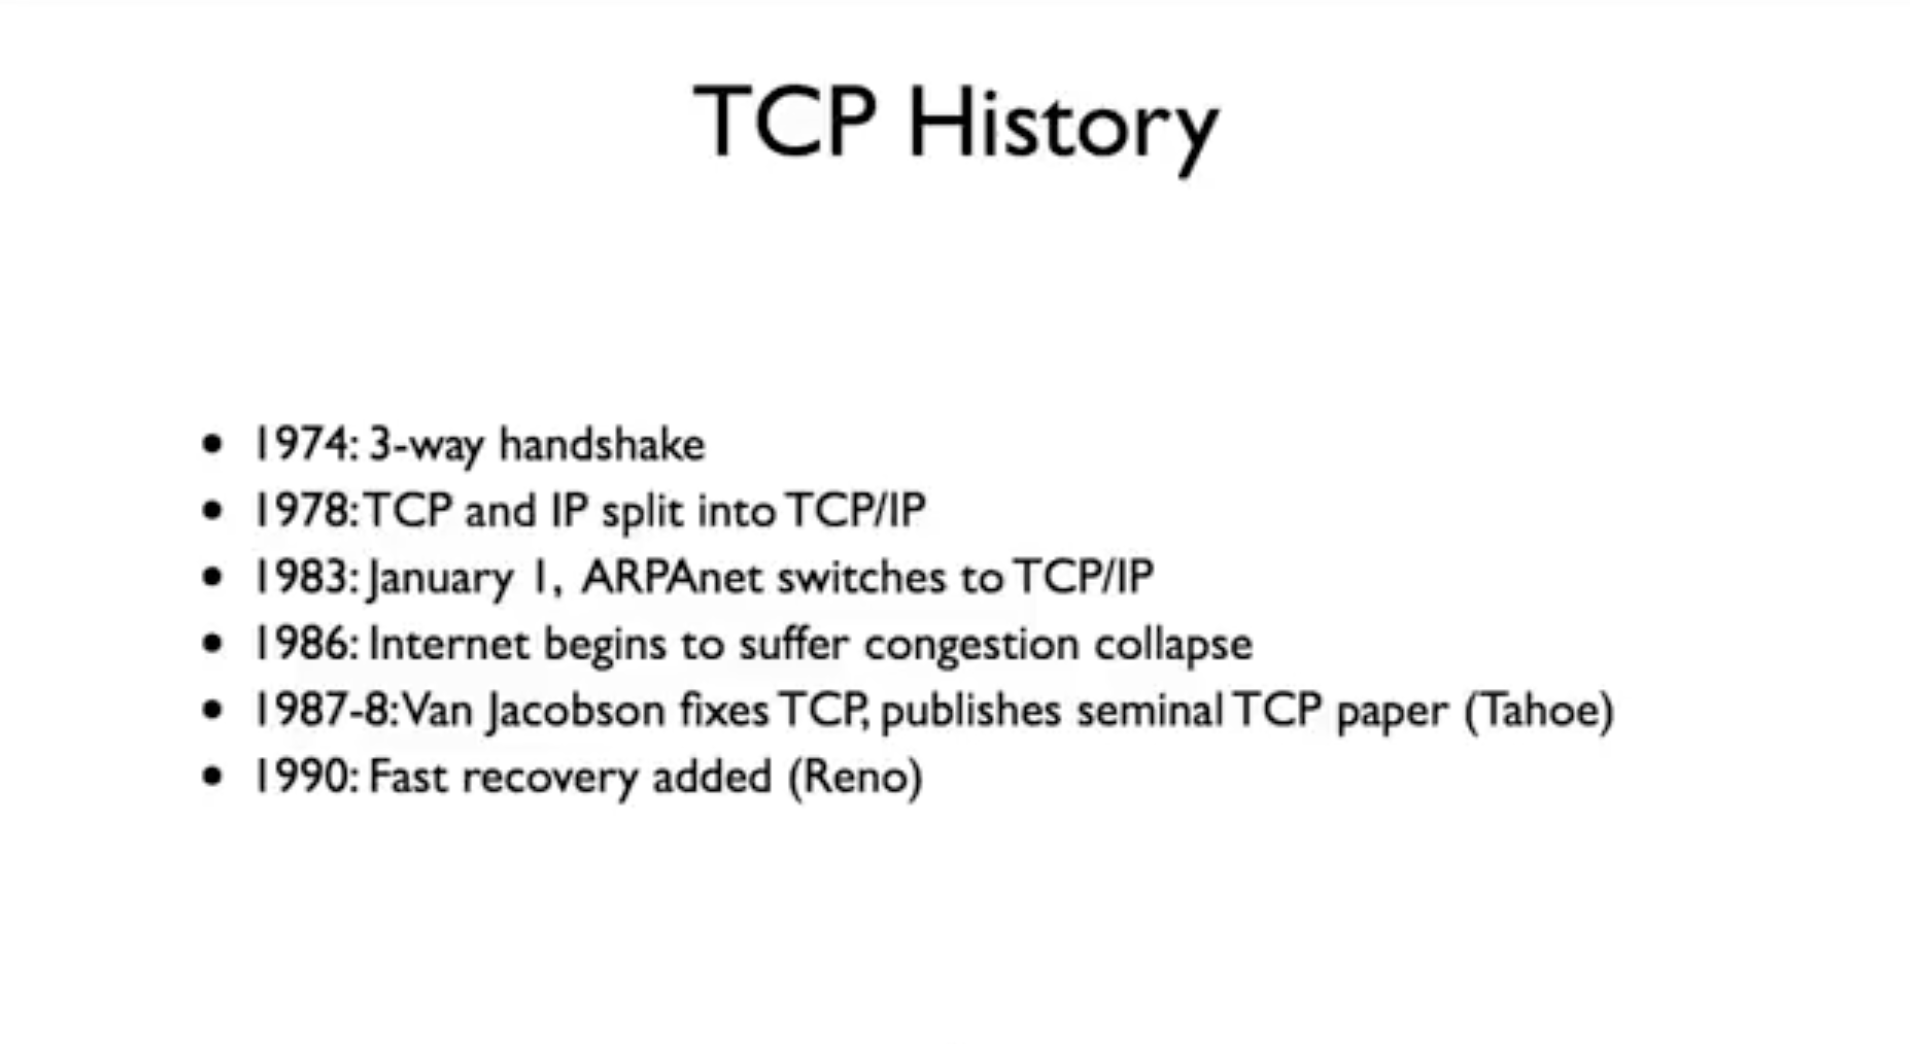 TCP History
• 1974: 3-way handshake
• 1978: TCP and IP split into TCP/IP
• 1983: January 1, ARPAnet switches to TCP/IP
• 1986: Internet begins to suffer congestion collapse
• 1987-8: Van Jacobson fixes TCP, publishes seminal TCP paper (Tahoe)
• 1990: Fast recovery added (Reno)